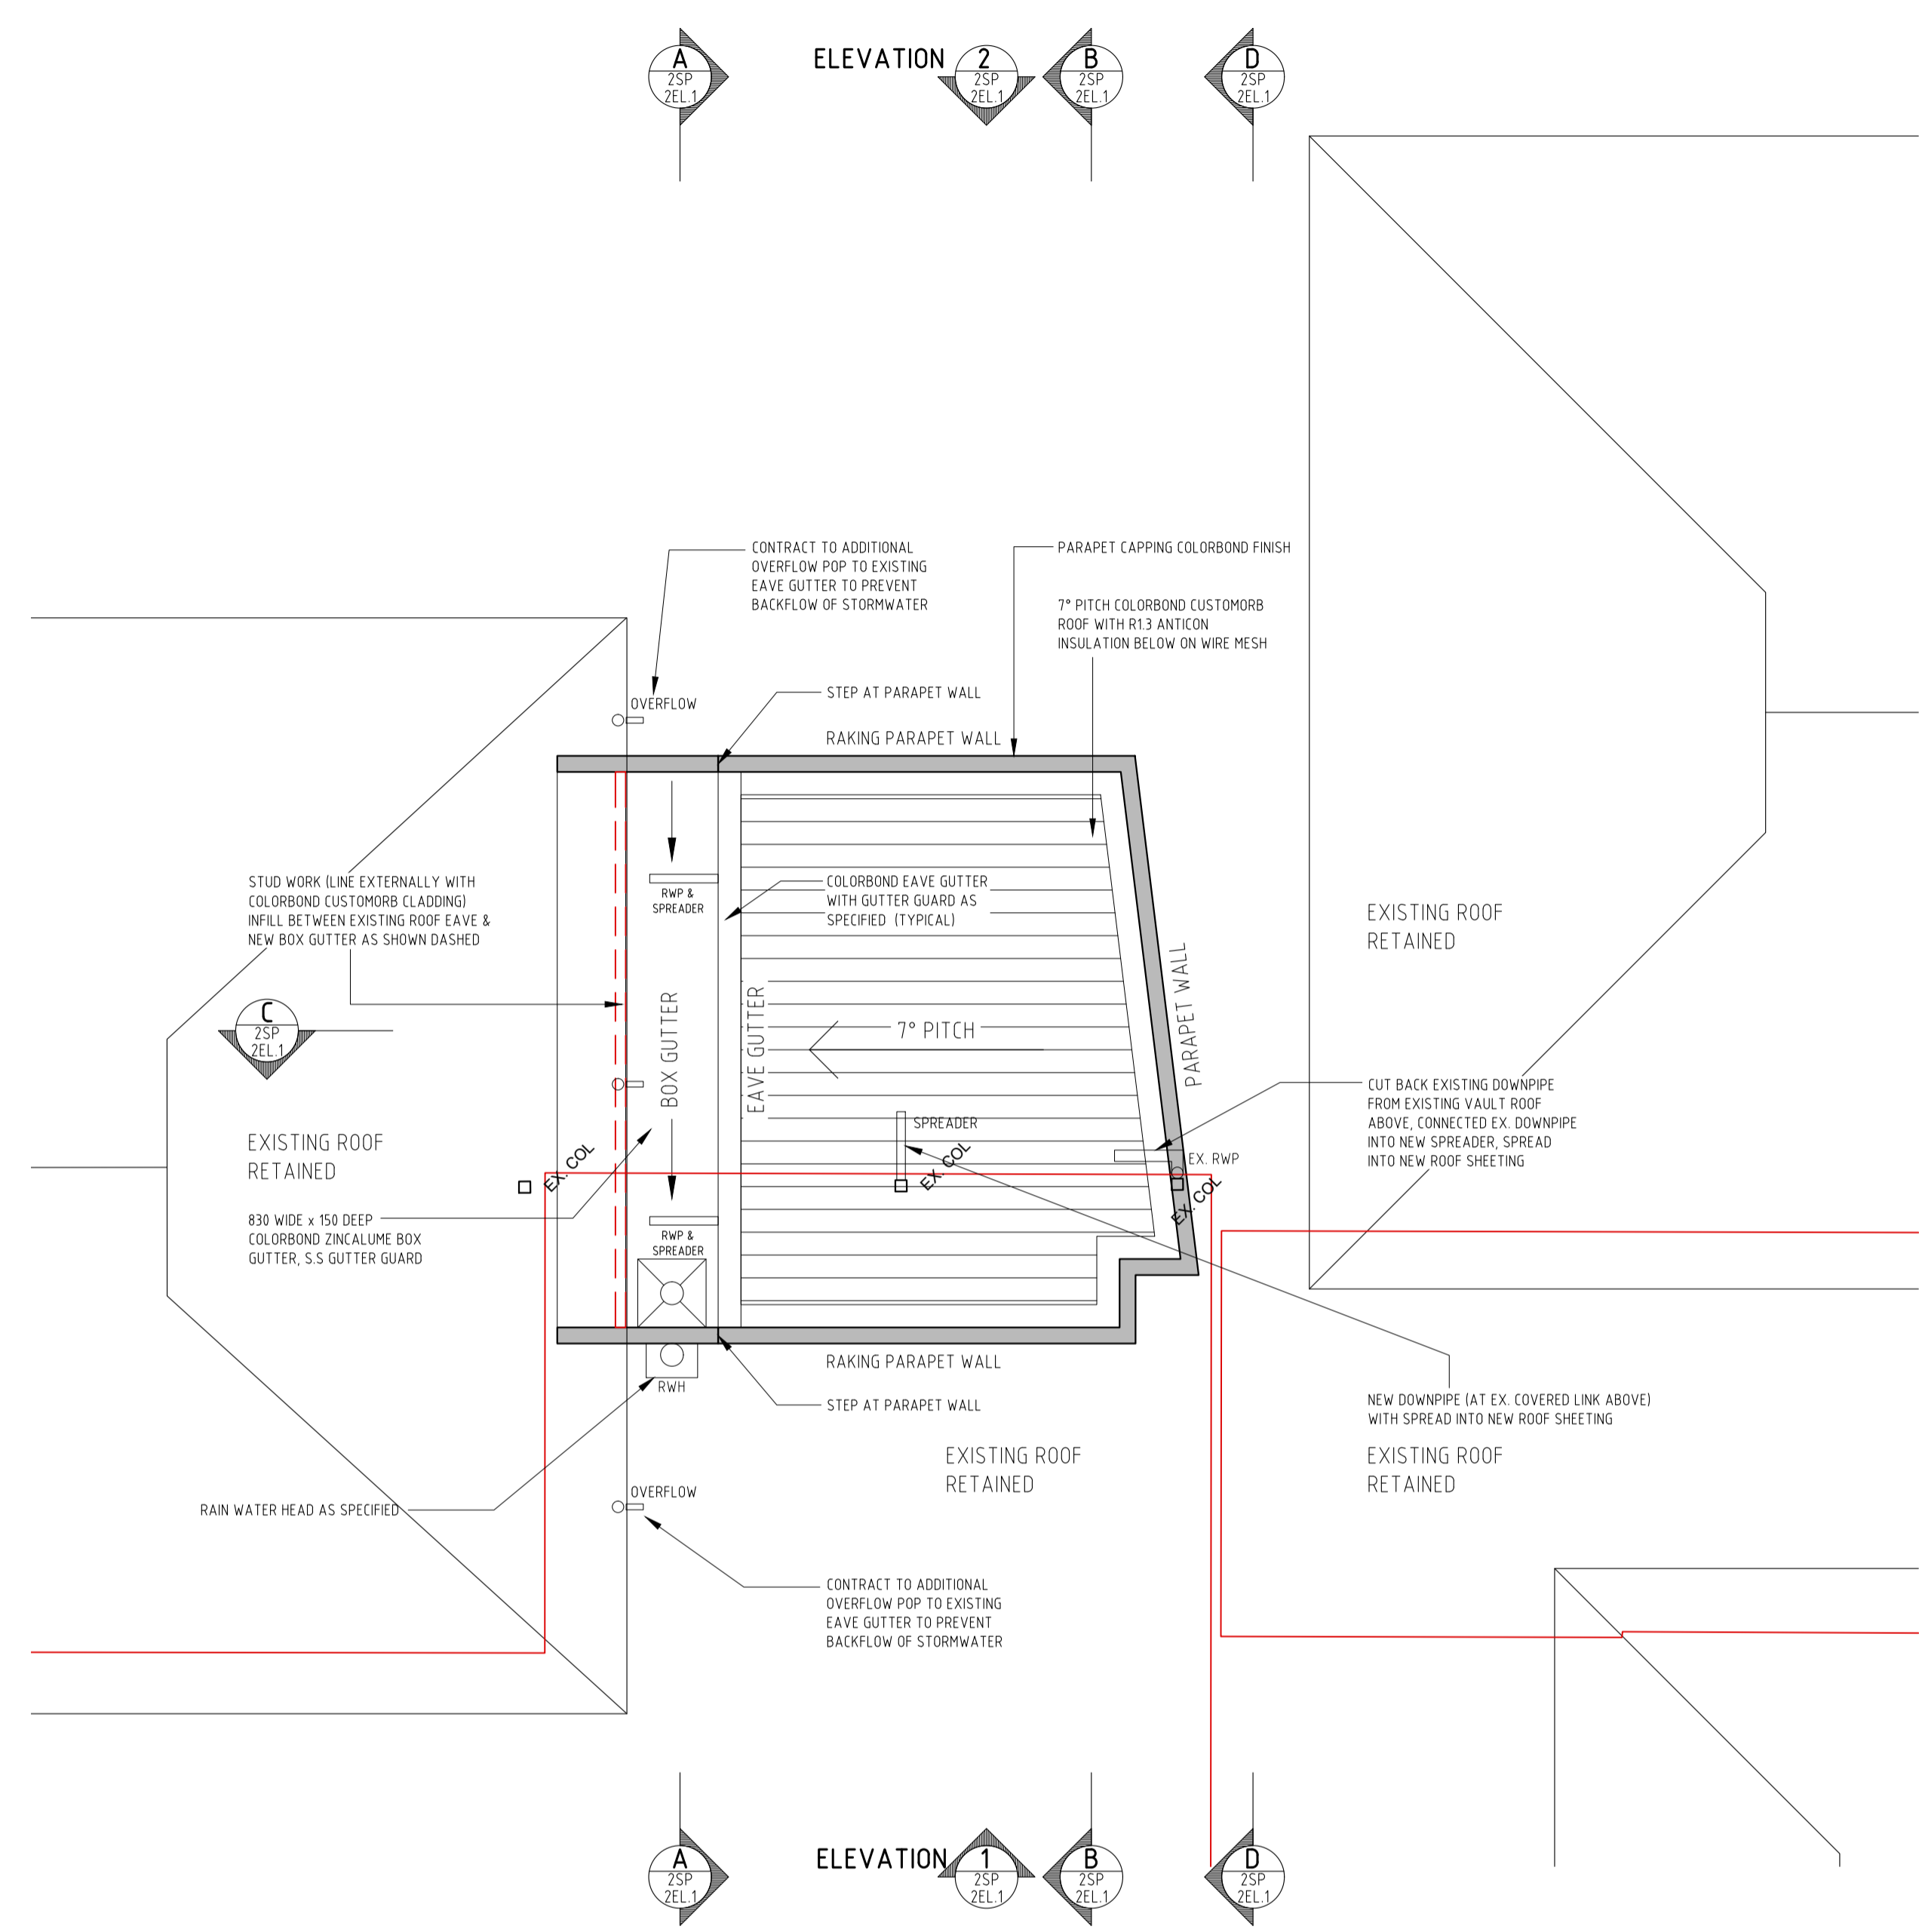 A
2SP
2EL.1
ELEVATION
2
2SP
2EL.1
B
2SP
2EL.1
D
2SP
2EL.1
CONTRACT TO ADDITIONAL
OVERFLOW POP TO EXISTING
EAVE GUTTER TO PREVENT
BACKFLOW OF STORMWATER
PARAPET CAPPING COLORBOND FINISH
7° PITCH COLORBOND CUSTOMORB
ROOF WITH R1.3 ANTICON
INSULATION BELOW ON WIRE MESH
STEP AT PARAPET WALL
OVERFLOW
RAKING PARAPET WALL
STUD WORK (LINE EXTERNALLY WITH
COLORBOND CUSTOMORB CLADDING)
INFILL BETWEEN EXISTING ROOF EAVE &
NEW BOX GUTTER AS SHOWN DASHED
RWP &
SPREADER
COLORBOND EAVE GUTTER
WITH GUTTER GUARD AS
SPECIFIED (TYPICAL)
EXISTING ROOF
RETAINED
C
2SP
2EL.1
BOX GUTTER
EAVE GUTTER
7° PITCH
PARAPET WALL
CUT BACK EXISTING DOWNPIPE
FROM EXISTING VAULT ROOF
ABOVE, CONNECTED EX. DOWNPIPE
INTO NEW SPREADER, SPREAD
INTO NEW ROOF SHEETING
EXISTING ROOF
RETAINED
SPREADER
EX. COL
EX. COL
EX. RWP
EX. COL
830 WIDE x 150 DEEP
COLORBOND ZINCALUME BOX
GUTTER, S.S GUTTER GUARD
RWP &
SPREADER
RAKING PARAPET WALL
RWH
STEP AT PARAPET WALL
NEW DOWNPIPE (AT EX. COVERED LINK ABOVE)
WITH SPREAD INTO NEW ROOF SHEETING
EXISTING ROOF
RETAINED
EXISTING ROOF
RETAINED
OVERFLOW
RAIN WATER HEAD AS SPECIFIED
CONTRACT TO ADDITIONAL
OVERFLOW POP TO EXISTING
EAVE GUTTER TO PREVENT
BACKFLOW OF STORMWATER
A
2SP
2EL.1
ELEVATION
1
2SP
2EL.1
B
2SP
2EL.1
D
2SP
2EL.1